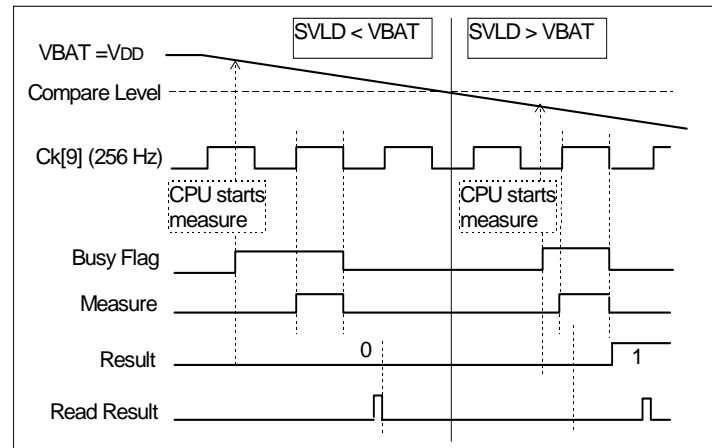 SVLD < VBAT
SVLD > VBAT
VBAT =VDD
Compare Level
Ck[9] (256 Hz)
CPU starts
measure
CPU starts
measure
Busy Flag
Measure
Result
0
1
Read Result